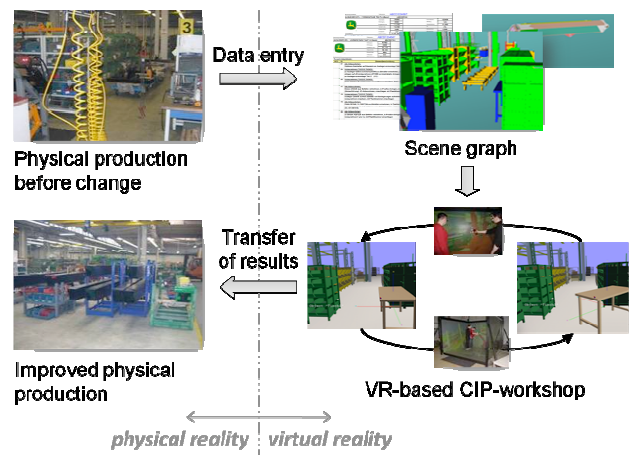 3
Data entry
Physical production
before change
Scene graph
Transfer
of results
Improved physical
production
VR-based CIP-workshop
physical reality
virtual reality